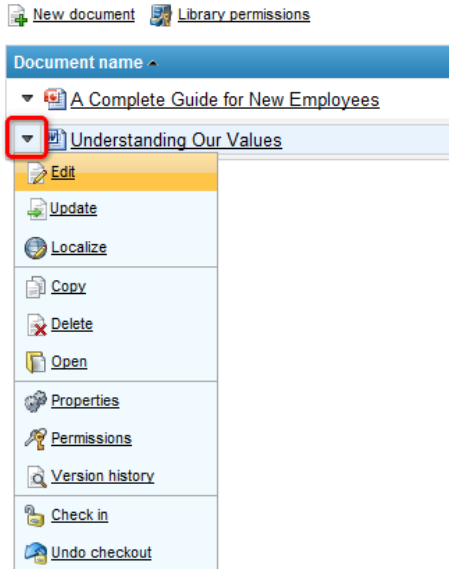 New document Library permissions
Document name
A Complete Guide for New Employees
Understanding Our Values
Edit
Update
Localize
Copy
Delete
Open
Properties
Permissions
Version history
Check in
Undo checkout